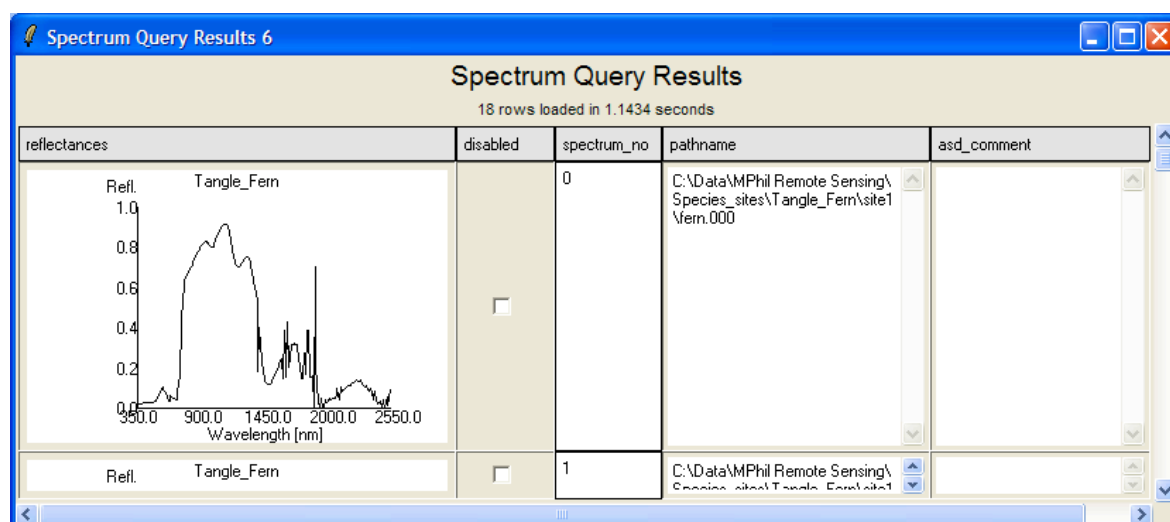 Spectrum Query Results 6
Spectrum Query Results
18 rows loaded in 1.1434 seconds
reflectances disabled spectrum_no pathname asd_comment
Refl. Tangle_Fern
1.0
0.8
0.6
0.4
0.2
0.0
350.0 900.0 1450.0 2000.0 2550.0
Wavelength [nm]
0
C:\Data\MPhil Remote Sensing\
Species_sites\Tangle_Fern\site1
\fern.000
Refl. Tangle_Fern
1
C:\Data\MPhil Remote Sensing\
Species_sites\Tangle_Fern\site1